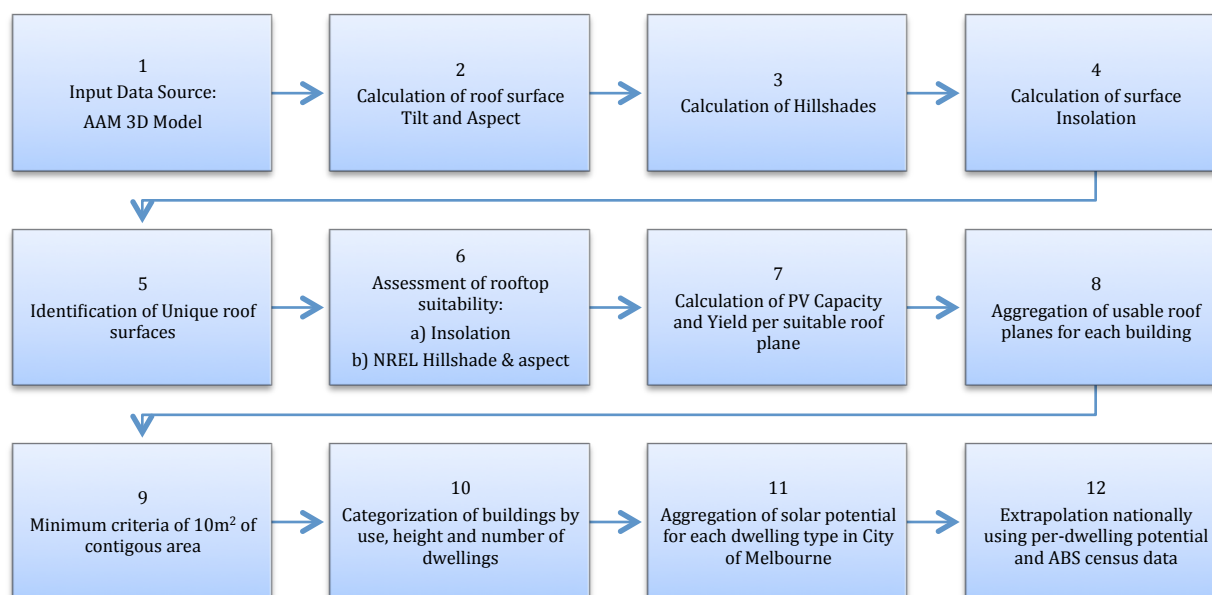 1
Input Data Source:
AAM 3D Model
2
Calculation of roof surface
Tilt and Aspect
3
Calculation of Hillshades
4
Calculation of surface
Insolation
5
Identification of Unique roof
surfaces
6
Assessment of rooftop
suitability:
a) Insolation
b) NREL Hillshade & aspect
7
Calculation of PV Capacity
and Yield per suitable roof
plane
8
Aggregation of usable roof
planes for each building
9
Minimum criteria of 10m² of
contigous area
10
Categorization of buildings by
use, height and number of
dwellings
11
Aggregation of solar potential
for each dwelling type in City
of Melbourne
12
Extrapolation nationally
using per-dwelling potential
and ABS census data